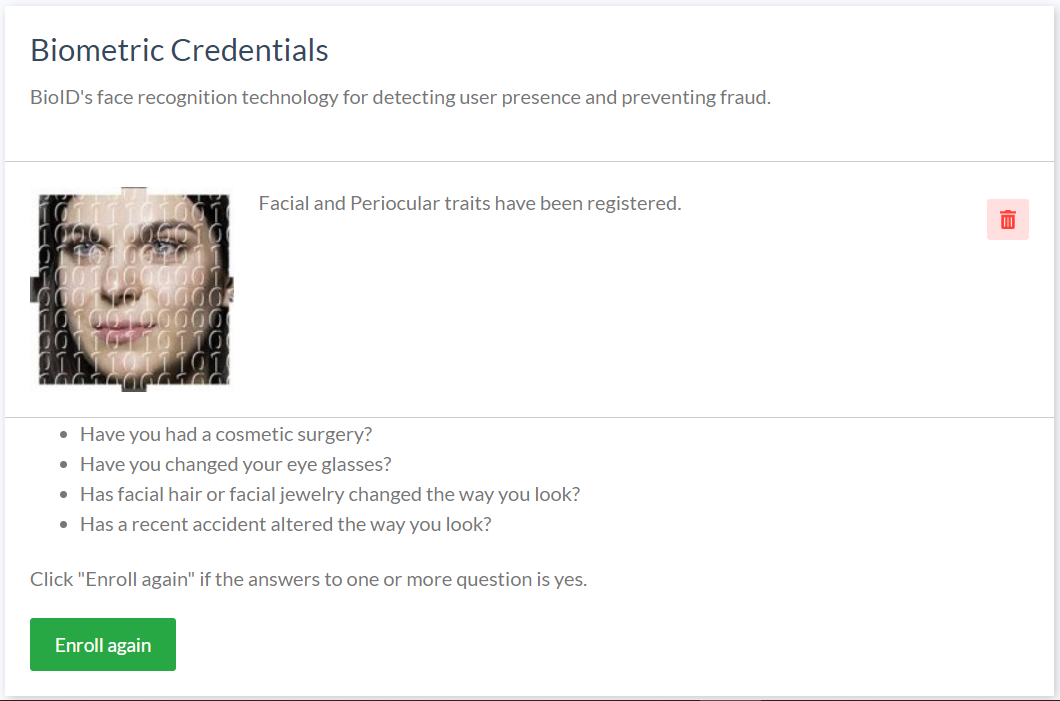 Biometric Credentials
BioID's face recognition technology for detecting user presence and preventing fraud.
Facial and Periocular traits have been registered.
Have you had a cosmetic surgery?
Have you changed your eye glasses?
Has facial hair or facial jewelry changed the way you look?
Has a recent accident altered the way you look?
Click "Enroll again" if the answers to one or more question is yes.
Enroll again